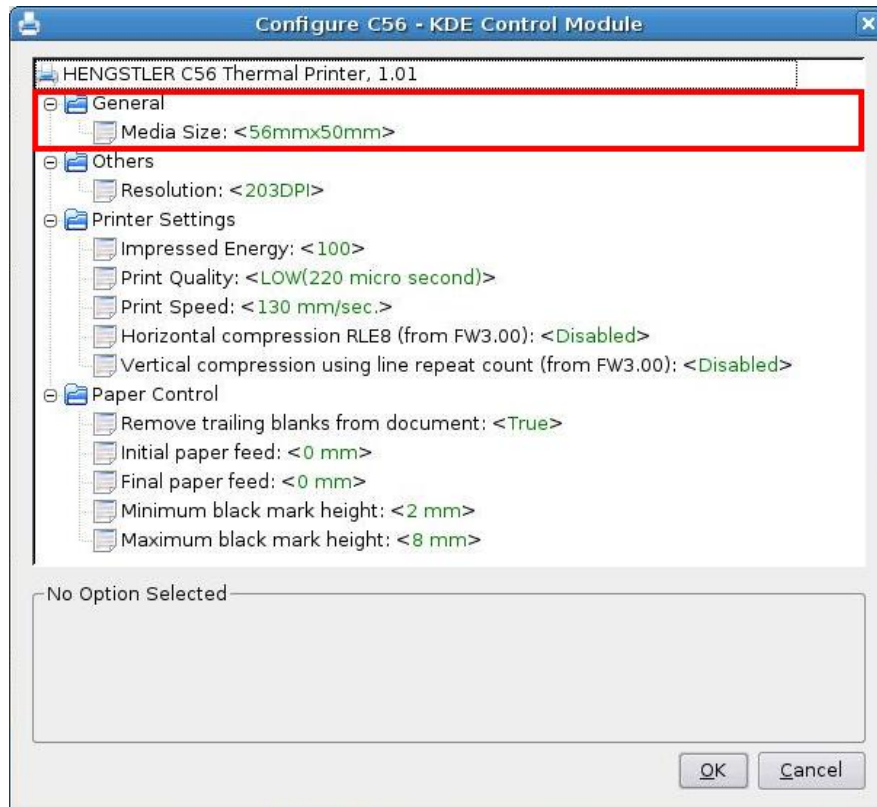 Configure C56 - KDE Control Module
HENGSTLER C56 Thermal Printer, 1.01
General
Media Size: <56mmx50mm>
Others
Resolution: <203DPI>
Printer Settings
Impressed Energy: <100>
Print Quality: <LOW(220 micro second)>
Print Speed: <130 mm/sec.>
Horizontal compression RLE8 (from FW3.00): <Disabled>
Vertical compression using line repeat count (from FW3.00): <Disabled>
Paper Control
Remove trailing blanks from document: <True>
Initial paper feed: <0 mm>
Final paper feed: <0 mm>
Minimum black mark height: <2 mm>
Maximum black mark height: <8 mm>
No Option Selected
OK Cancel